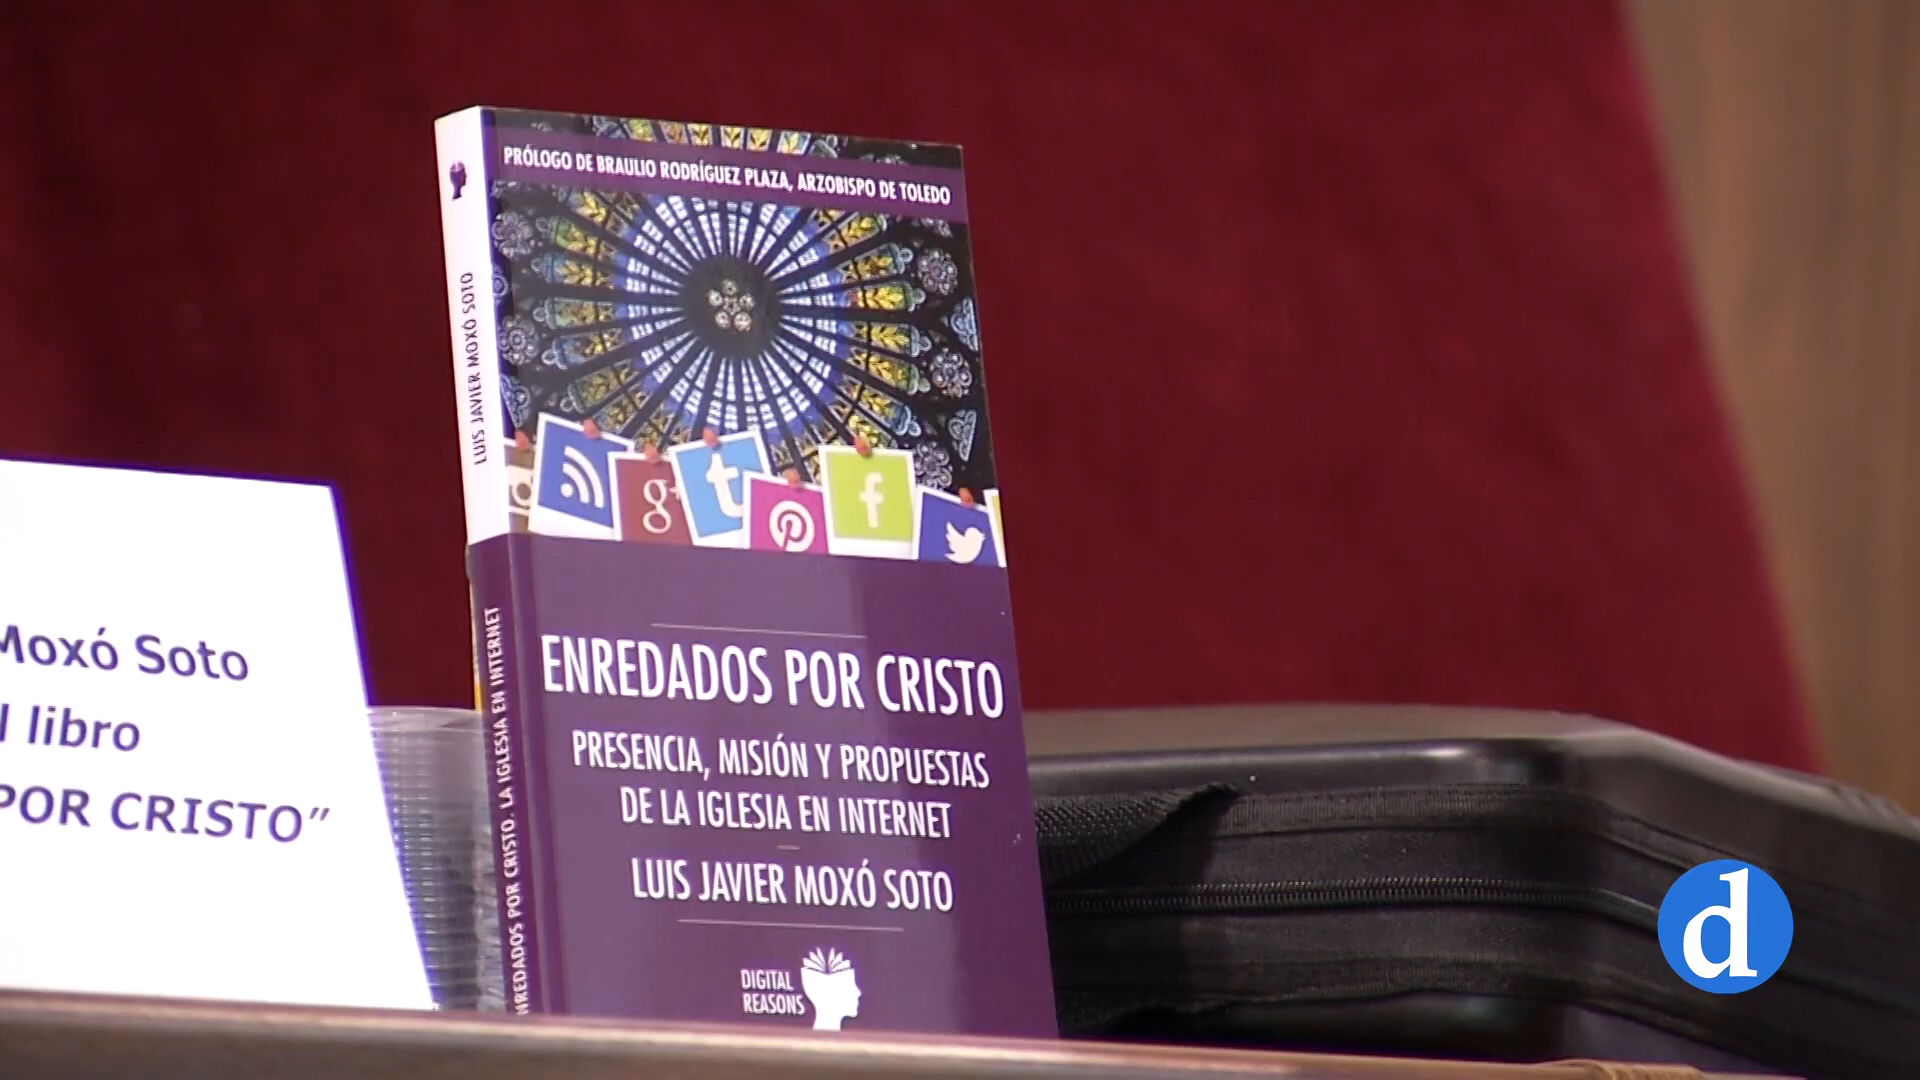 PRÓLOGO DE BRAULIO RODRÍGUEZ PLAZA, ARZOBISPO DE TOLEDO
LUIS JAVIER MOXÓ SOTO
g+
t
f
ENREDADOS POR CRISTO
PRESENCIA, MISIÓN Y PROPUESTAS
DE LA IGLESIA EN INTERNET
LUIS JAVIER MOXÓ SOTO
DIGITAL
REASONS
NREDADOS POR CRISTO. LA IGLESIA EN INTERNET
Moxó Soto
l libro
POR CRISTO”
d